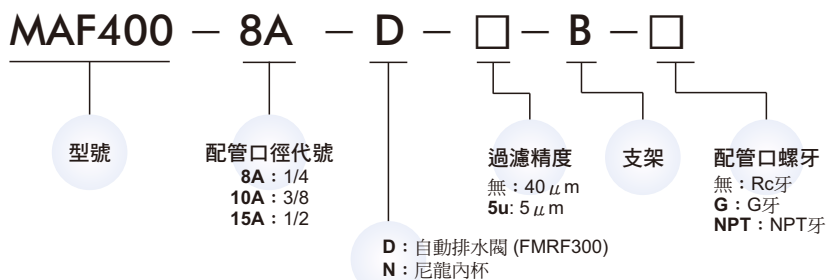 MAF400 － 8A － D － □ － B － □
型號
配管口徑代號
8A：1/4
10A：3/8
15A：1/2
D：自動排水閥 (FMRF300)
N：尼龍內杯
過濾精度
無：40μm
5u: 5μm
支架
配管口螺牙
無：Rc牙
G：G牙
NPT：NPT牙